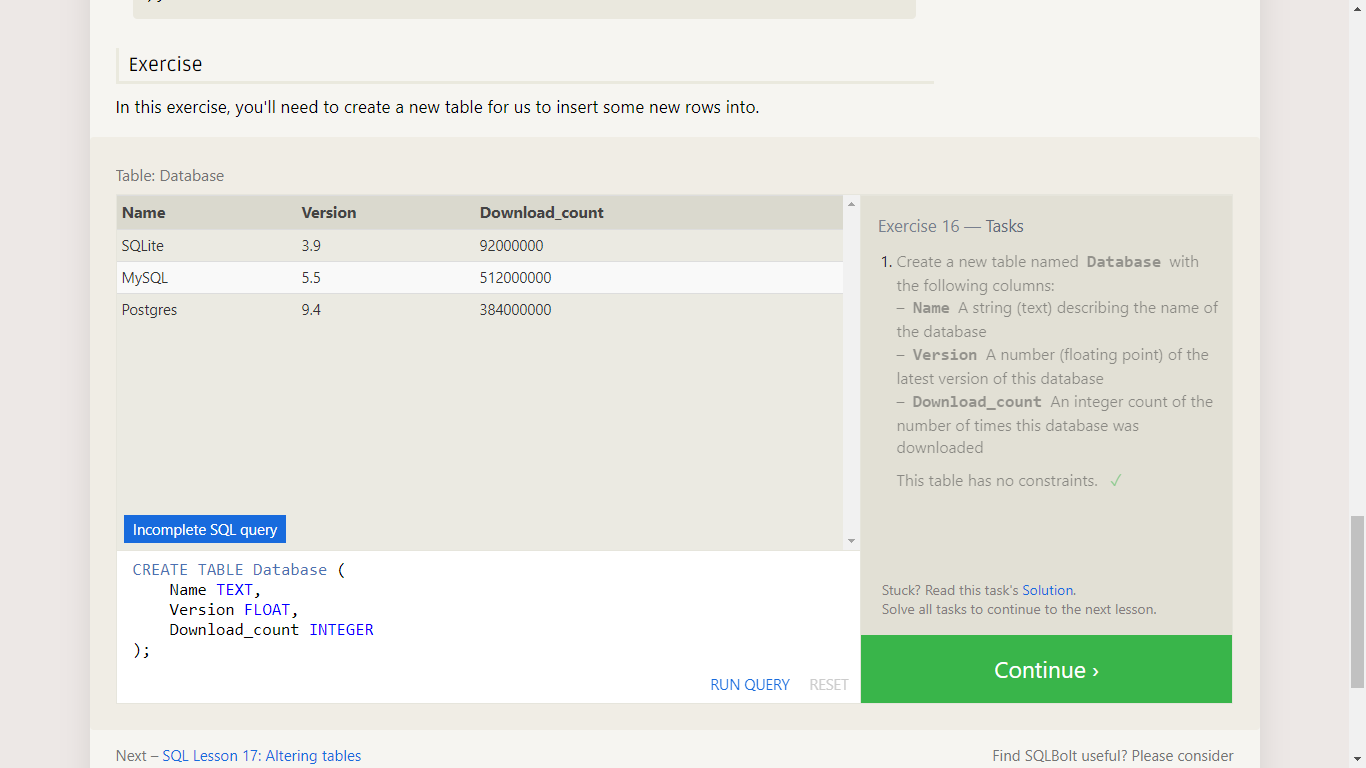 Exercise
In this exercise, you'll need to create a new table for us to insert some new rows into.
Table: Database
Name Version Download_count
SQLite 3.9 92000000
MySQL 5.5 512000000
Postgres 9.4 384000000
Incomplete SQL query
CREATE TABLE Database (
    Name TEXT,
    Version FLOAT,
    Download_count INTEGER
);
RUN QUERY RESET
Exercise 16 — Tasks
1. Create a new table named Database with
the following columns:
– Name A string (text) describing the name of
the database
– Version A number (floating point) of the
latest version of this database
– Download_count An integer count of the
number of times this database was
downloaded
This table has no constraints. ✓
Stuck? Read this task's Solution.
Solve all tasks to continue to the next lesson.
Continue ›
Next – SQL Lesson 17: Altering tables
Find SQLBolt useful? Please consider